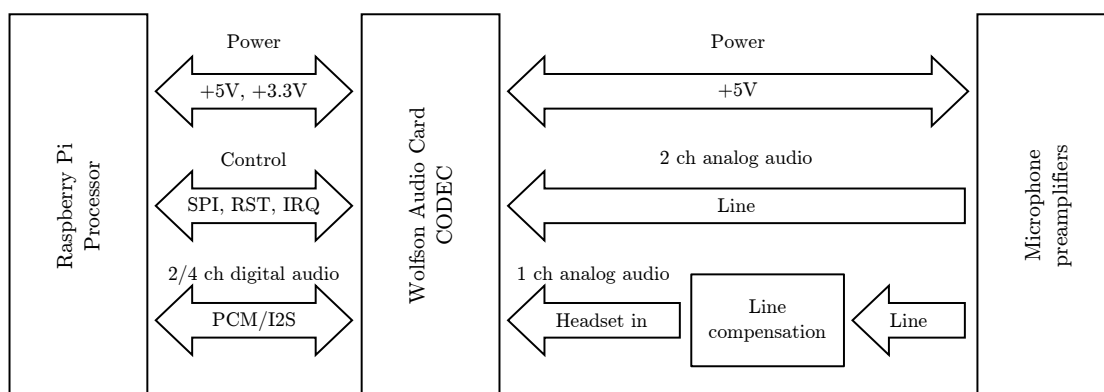 Raspberry Pi
Processor
Power
+5V, +3.3V
Control
SPI, RST, IRQ
2/4 ch digital audio
PCM/I2S
Wolfson Audio Card
CODEC
Power
+5V
2 ch analog audio
Line
1 ch analog audio
Headset in
Line
compensation
Line
Microphone
preamplifiers